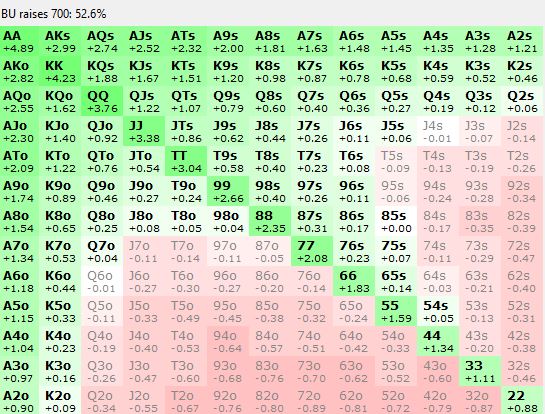 BU raises 700: 52.6%
AA AKs AQs AJs ATs A9s A8s A7s A6s A5s A4s A3s A2s
+4.89 +2.99 +2.74 +2.52 +2.32 +2.00 +1.81 +1.63 +1.48 +1.45 +1.35 +1.28 +1.21
AKo KK KQs KJs KTs K9s K8s K7s K6s K5s K4s K3s K2s
+2.82 +4.23 +1.88 +1.67 +1.51 +1.20 +0.98 +0.87 +0.78 +0.68 +0.59 +0.52 +0.46
AQo KQo QQ QJs QTs Q9s Q8s Q7s Q6s Q5s Q4s Q3s Q2s
+2.55 +1.62 +3.76 +1.22 +1.07 +0.79 +0.60 +0.40 +0.36 +0.27 +0.19 +0.12 +0.06
AJo KJo QJo JJ JTs J9s J8s J7s J6s J5s J4s J3s J2s
+2.30 +1.40 +0.92 +3.38 +0.86 +0.62 +0.44 +0.26 +0.11 +0.06 -0.01 -0.07 -0.14
ATo KTo QTo JTo TT T9s T8s T7s T6s T5s T4s T3s T2s
+2.09 +1.22 +0.76 +0.54 +3.04 +0.58 +0.40 +0.23 +0.08 -0.09 -0.13 -0.19 -0.26
A9o K9o Q9o J9o T9o 99 98s 97s 96s 95s 94s 93s 92s
+1.74 +0.89 +0.46 +0.27 +0.24 +2.66 +0.40 +0.26 +0.11 -0.06 -0.24 -0.28 -0.34
A8o K8o Q8o J8o T8o 98o 88 87s 86s 85s 84s 83s 82s
+1.54 +0.65 +0.25 +0.08 +0.05 +0.04 +2.35 +0.31 +0.17 +0.00 -0.17 -0.35 -0.39
A7o K7o Q7o J7o T7o 97o 87o 77 76s 75s 74s 73s 72s
+1.34 +0.53 +0.04 -0.11 -0.14 -0.11 -0.05 +2.08 +0.23 +0.07 -0.11 -0.29 -0.47
A6o K6o Q6o J6o T6o 96o 86o 76o 66 65s 64s 63s 62s
+1.18 +0.44 -0.01 -0.27 -0.30 -0.27 -0.20 -0.14 +1.83 +0.14 -0.03 -0.21 -0.40
A5o K5o Q5o J5o T5o 95o 85o 75o 65o 55 54s 53s 52s
+1.15 +0.33 -0.11 -0.33 -0.49 -0.45 -0.38 -0.32 -0.24 +1.59 +0.05 -0.13 -0.31
A4o K4o Q4o J4o T4o 94o 84o 74o 64o 54o 44 43s 42s
+1.04 +0.23 -0.19 -0.40 -0.53 -0.64 -0.57 -0.51 -0.42 -0.33 +1.34 -0.20 -0.38
A3o K3o Q3o J3o T3o 93o 83o 73o 63o 53o 43o 33 32s
+0.97 +0.16 -0.26 -0.47 -0.60 -0.68 -0.76 -0.70 -0.62 -0.52 -0.60 +1.11 -0.46
A2o K2o Q2o J2o T2o 92o 82o 72o 62o 52o 42o 32o 22
+0.90 +0.09 -0.34 -0.55 -0.67 -0.76 -0.80 -0.89 -0.81 -0.72 -0.79 -0.87 +0.88